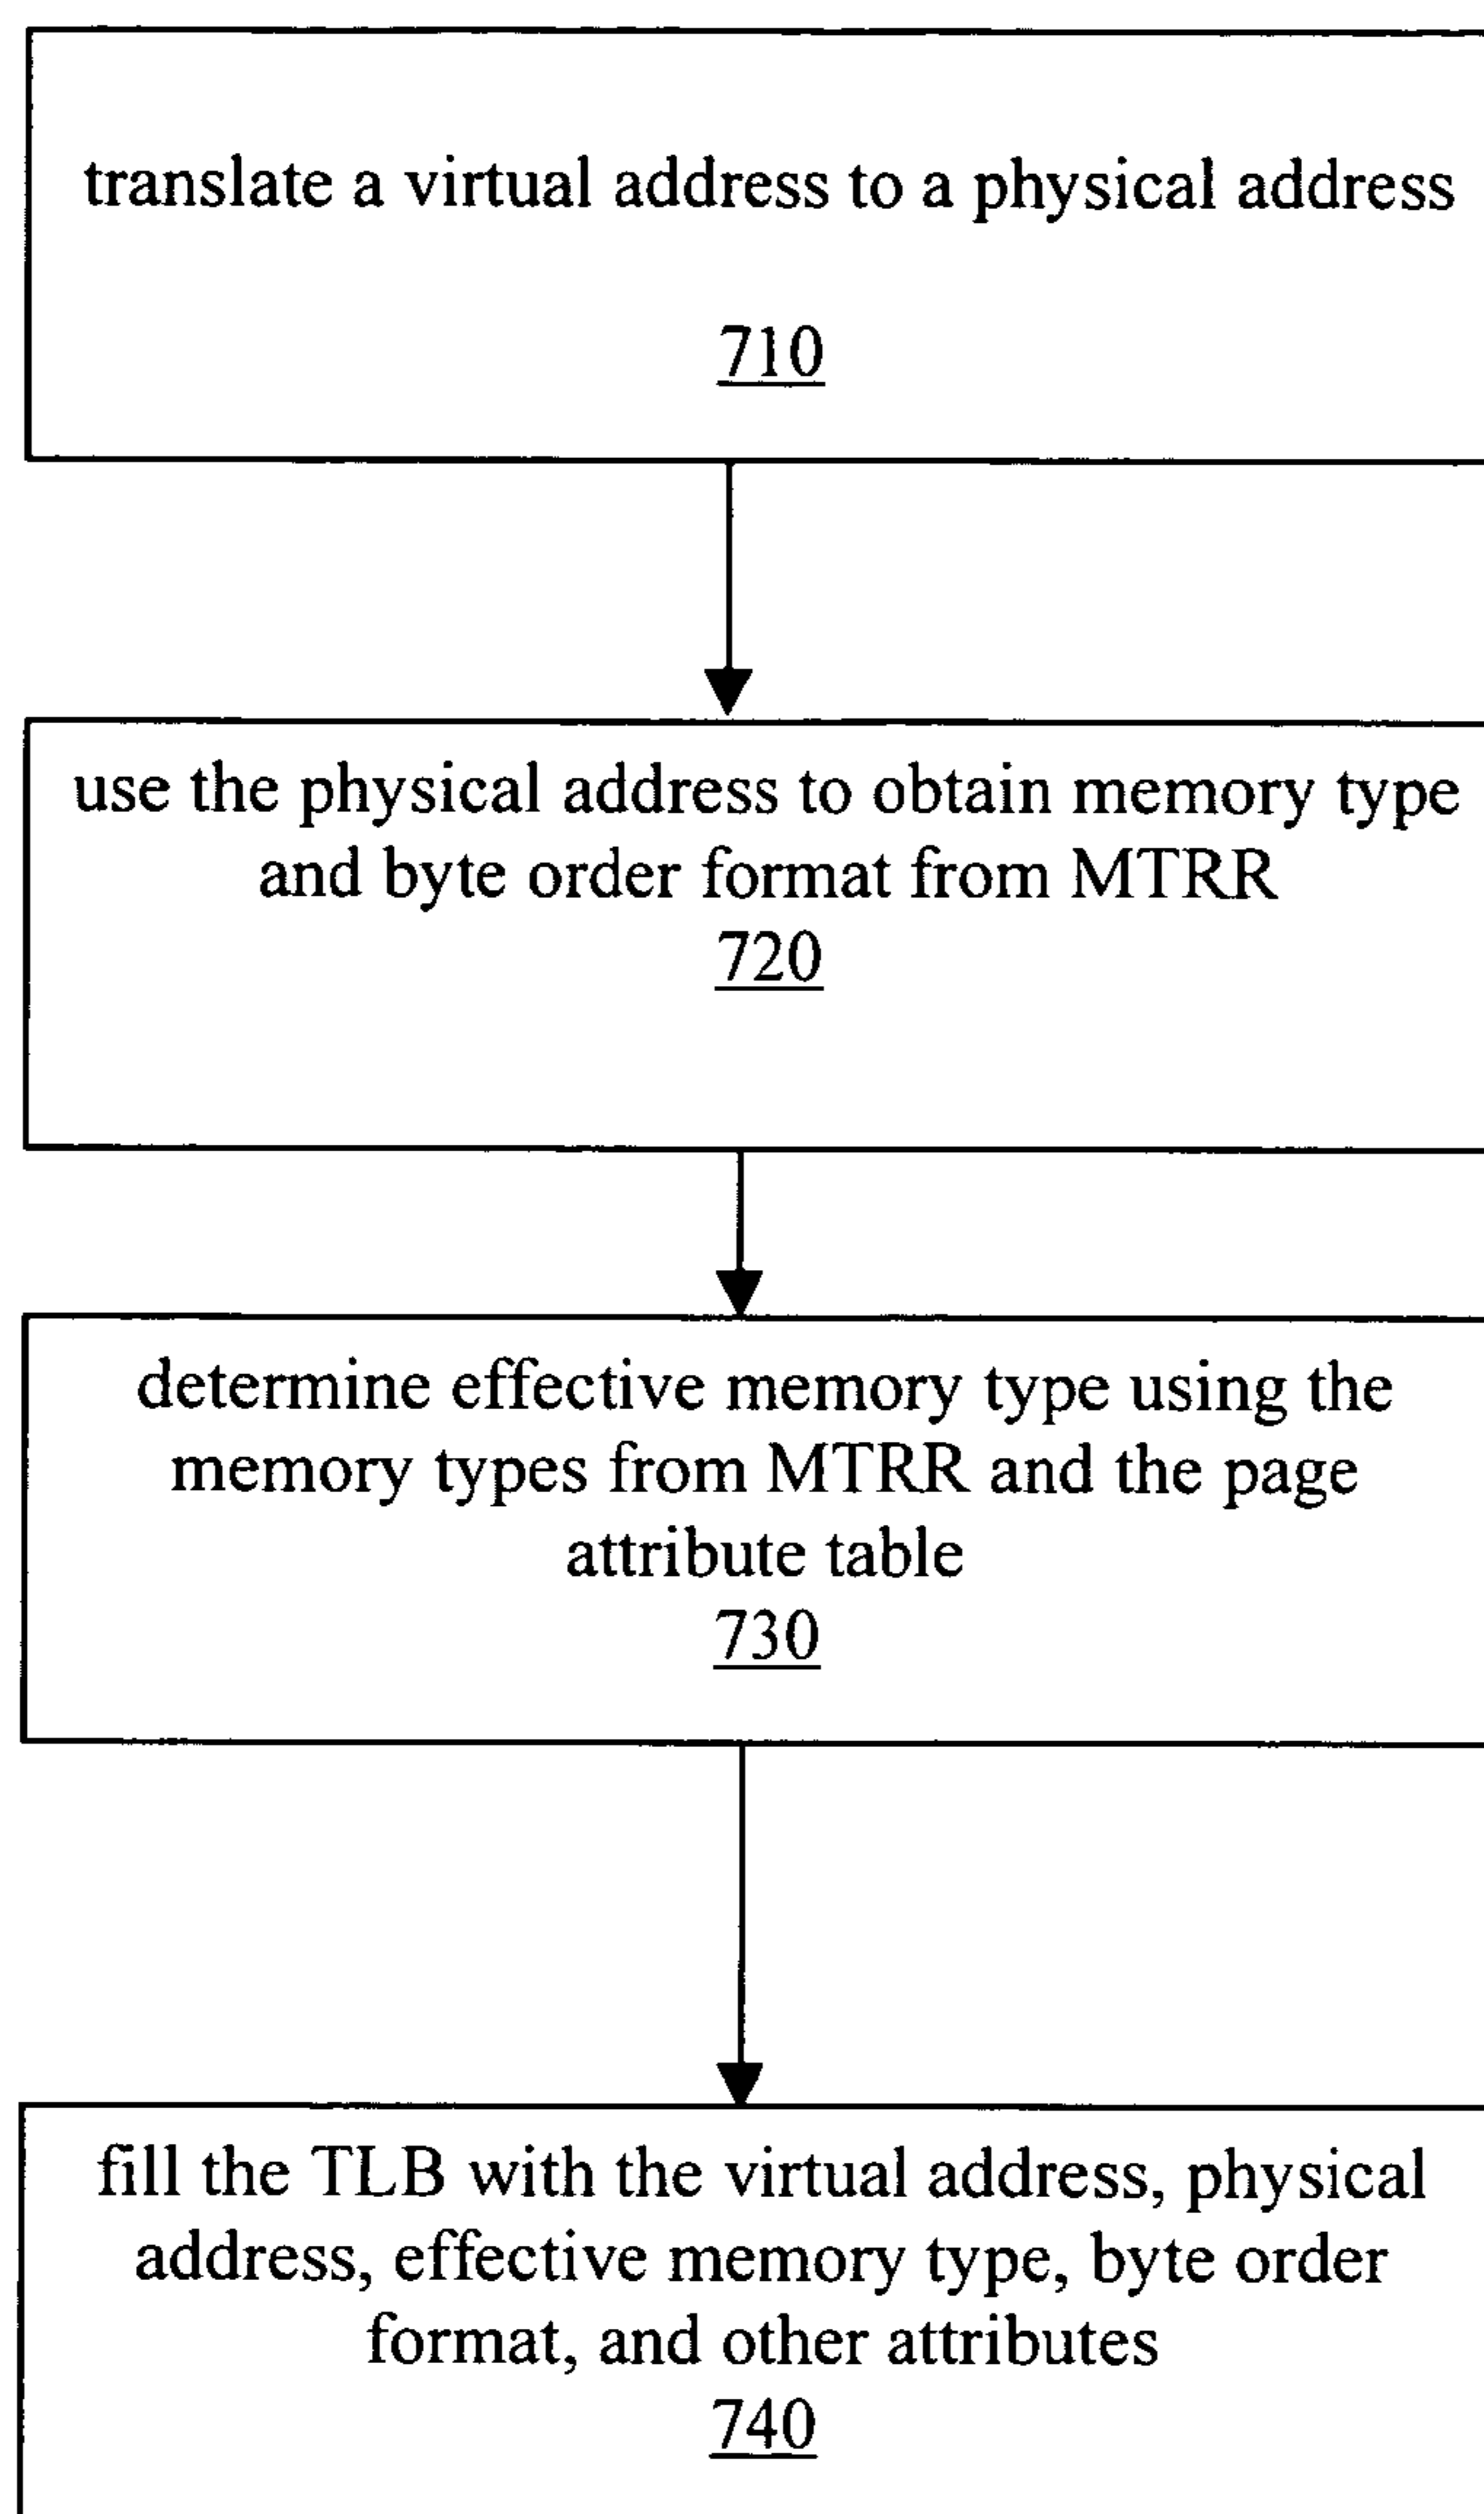 translate a virtual address to a physical address
710
use the physical address to obtain memory type
and byte order format from MTRR
720
determine effective memory type using the
memory types from MTRR and the page
attribute table
730
fill the TLB with the virtual address, physical
address, effective memory type, byte order
format, and other attributes
740